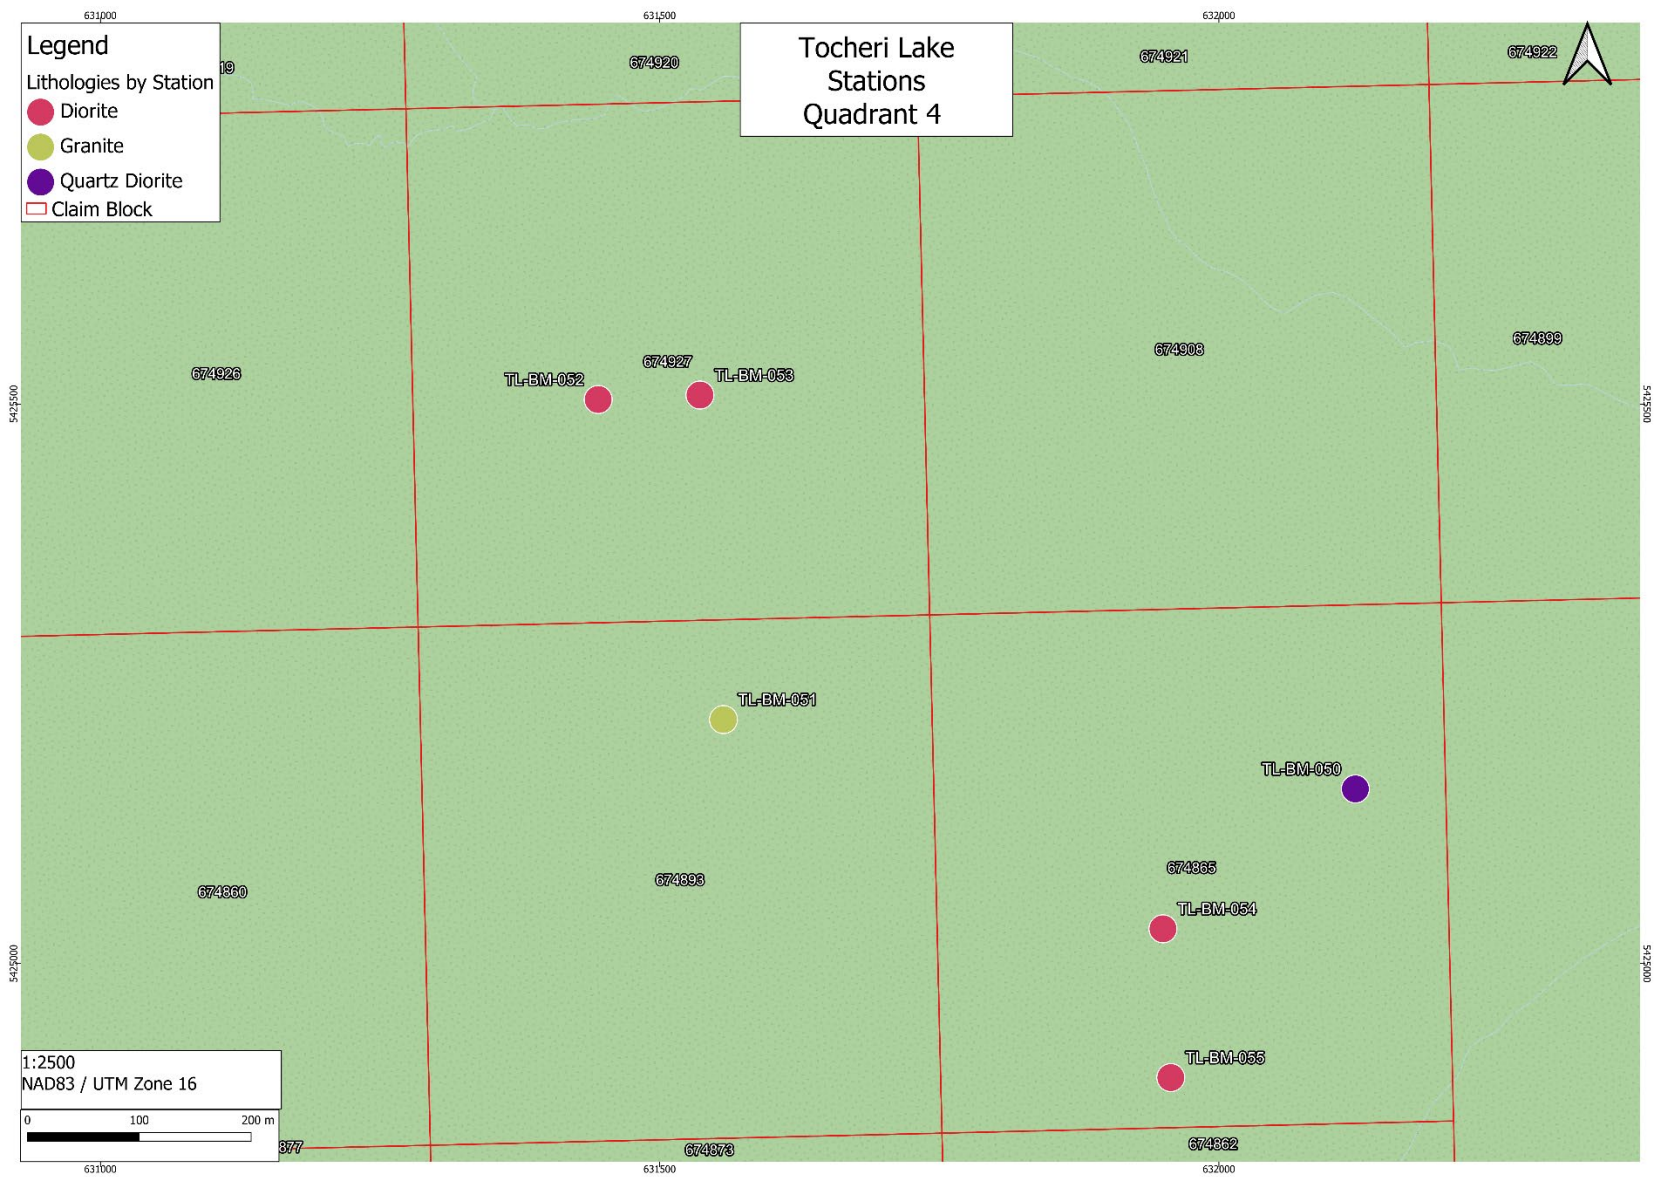 631000
631500
632000
Legend
Lithologies by Station
Diorite
Granite
Quartz Diorite
Claim Block
19
674920
Tocheri Lake
Stations
Quadrant 4
674921
674922
674926
674927
TL-BM-052
TL-BM-053
674908
674899
5425500
5425500
TL-BM-051
TL-BM-050
674860
674893
674865
TL-BM-054
5425000
5425000
TL-BM-055
1:2500
NAD83 / UTM Zone 16
0 100 200 m
877
674873
674862
631000
631500
632000